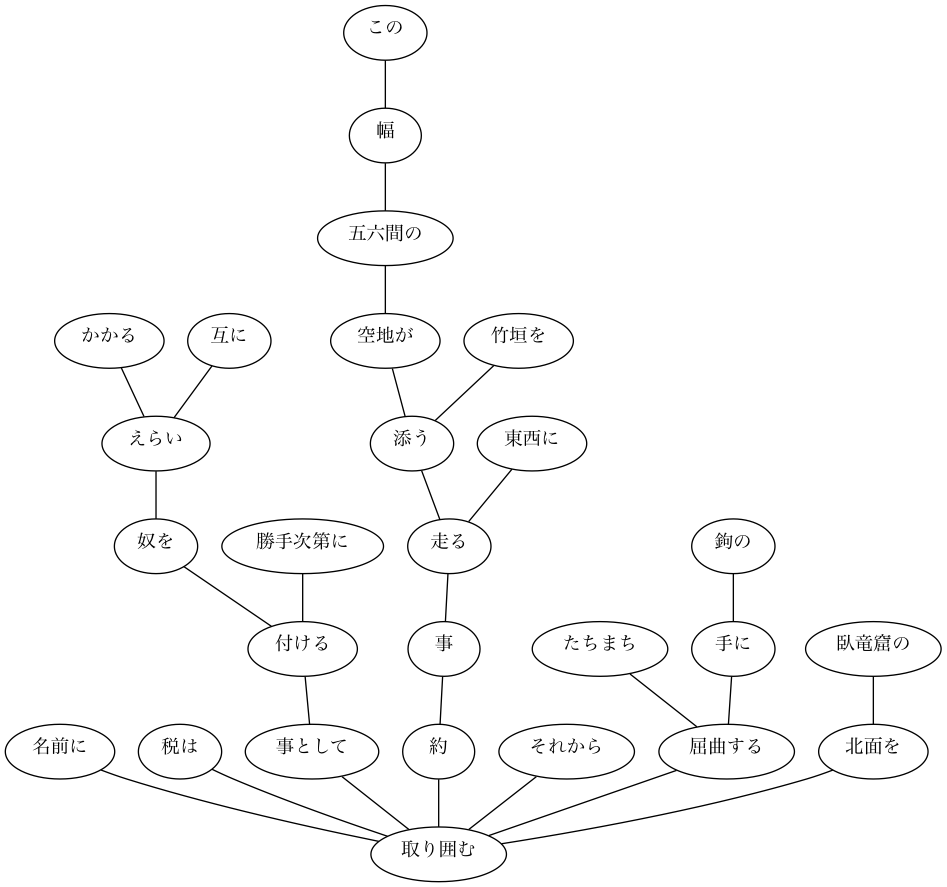 この
幅
五六間の
かかる
互に
空地が
竹垣を
えらい
添う
東西に
奴を
勝手次第に
走る
鉤の
付ける
事
たちまち
手に
臥竜窟の
名前に
税は
事として
約
それから
屈曲する
北面を
取り囲む